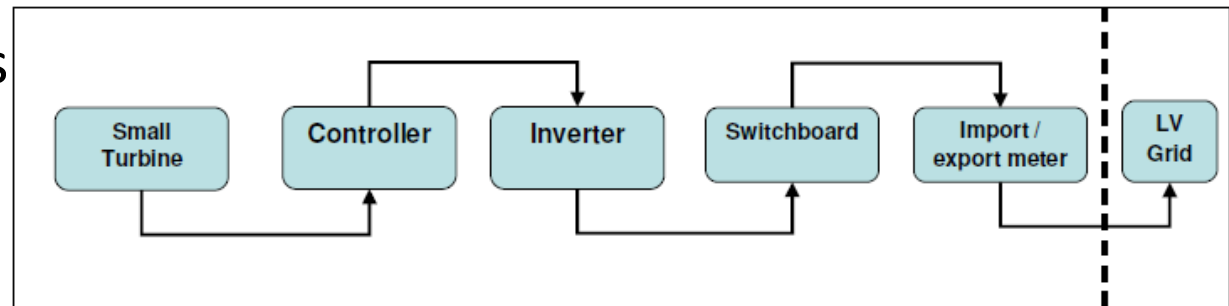 s
Small
Turbine
Controller
Inverter
Switchboard
Import /
export meter
LV
Grid